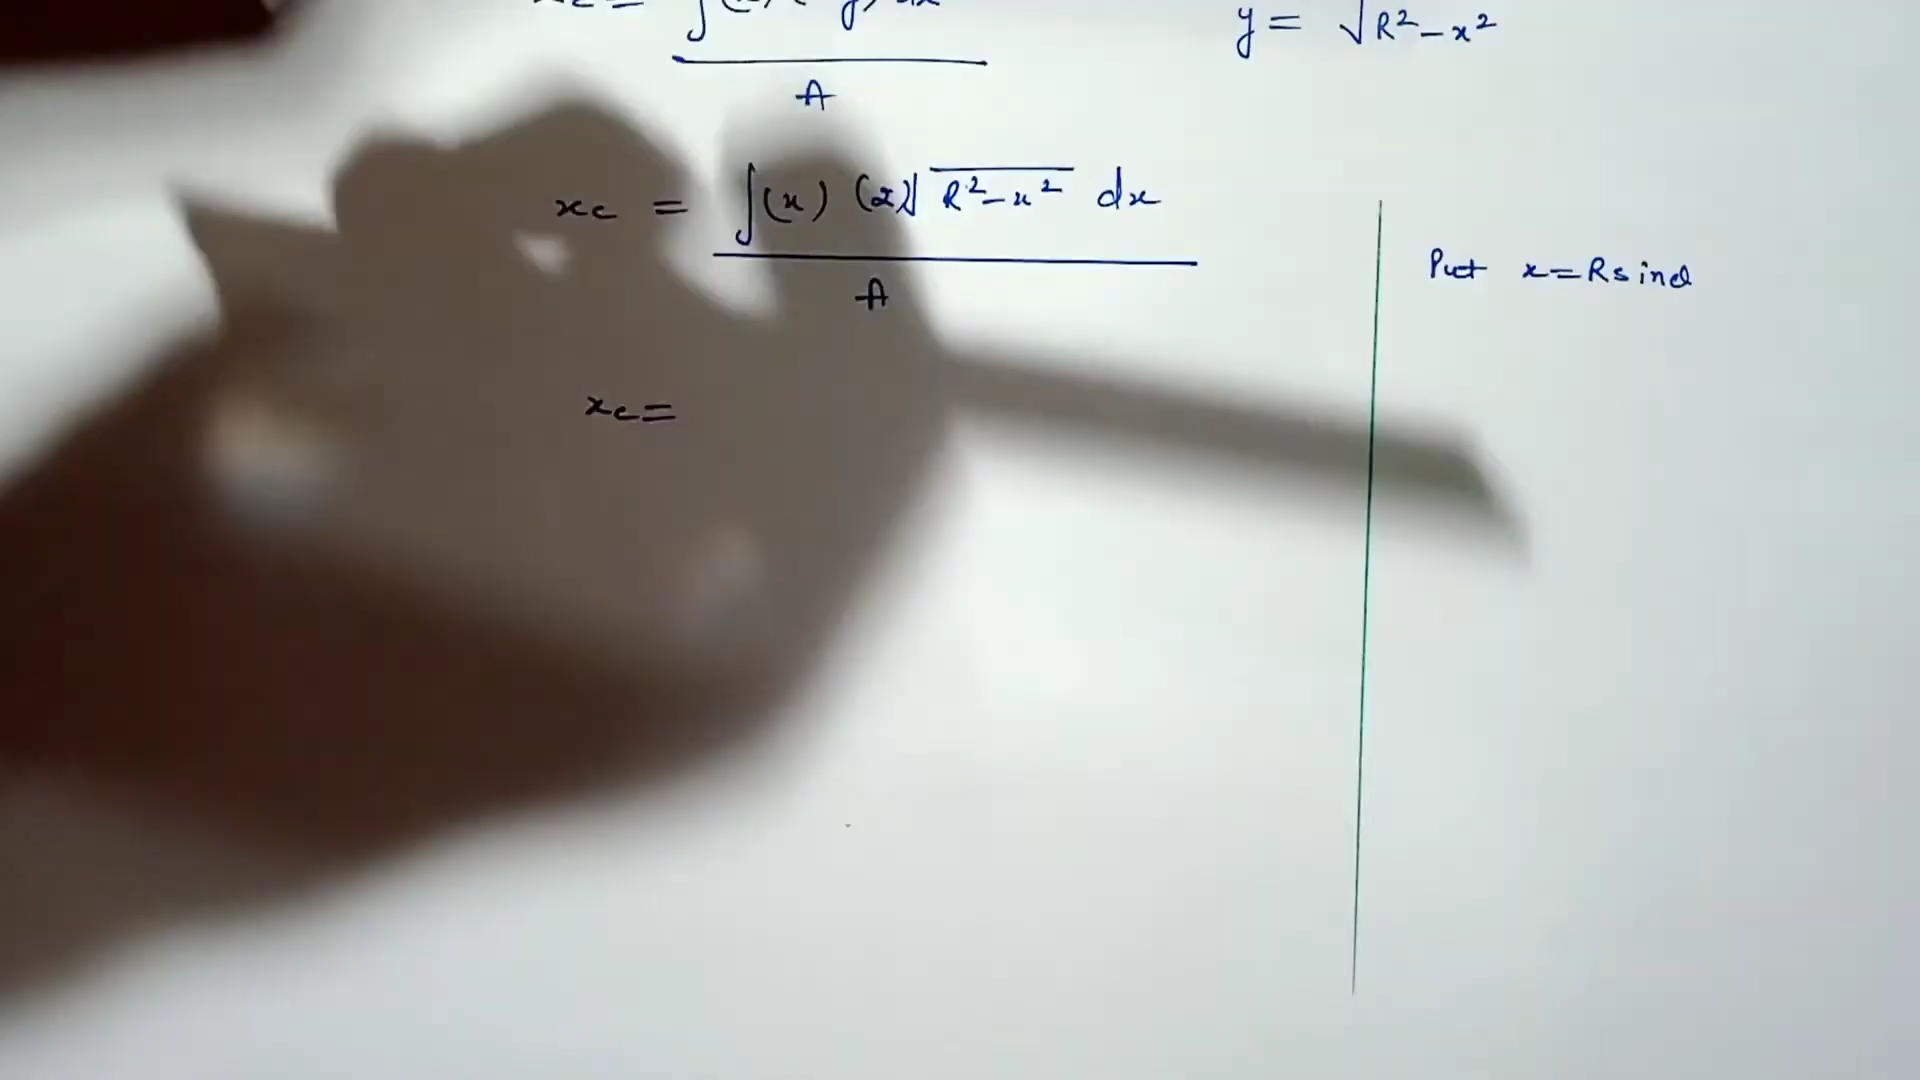 y = √R²-x²
A
xc = ∫(x) (2)√R²-x² dx
A
Put x=Rsinθ
xc=